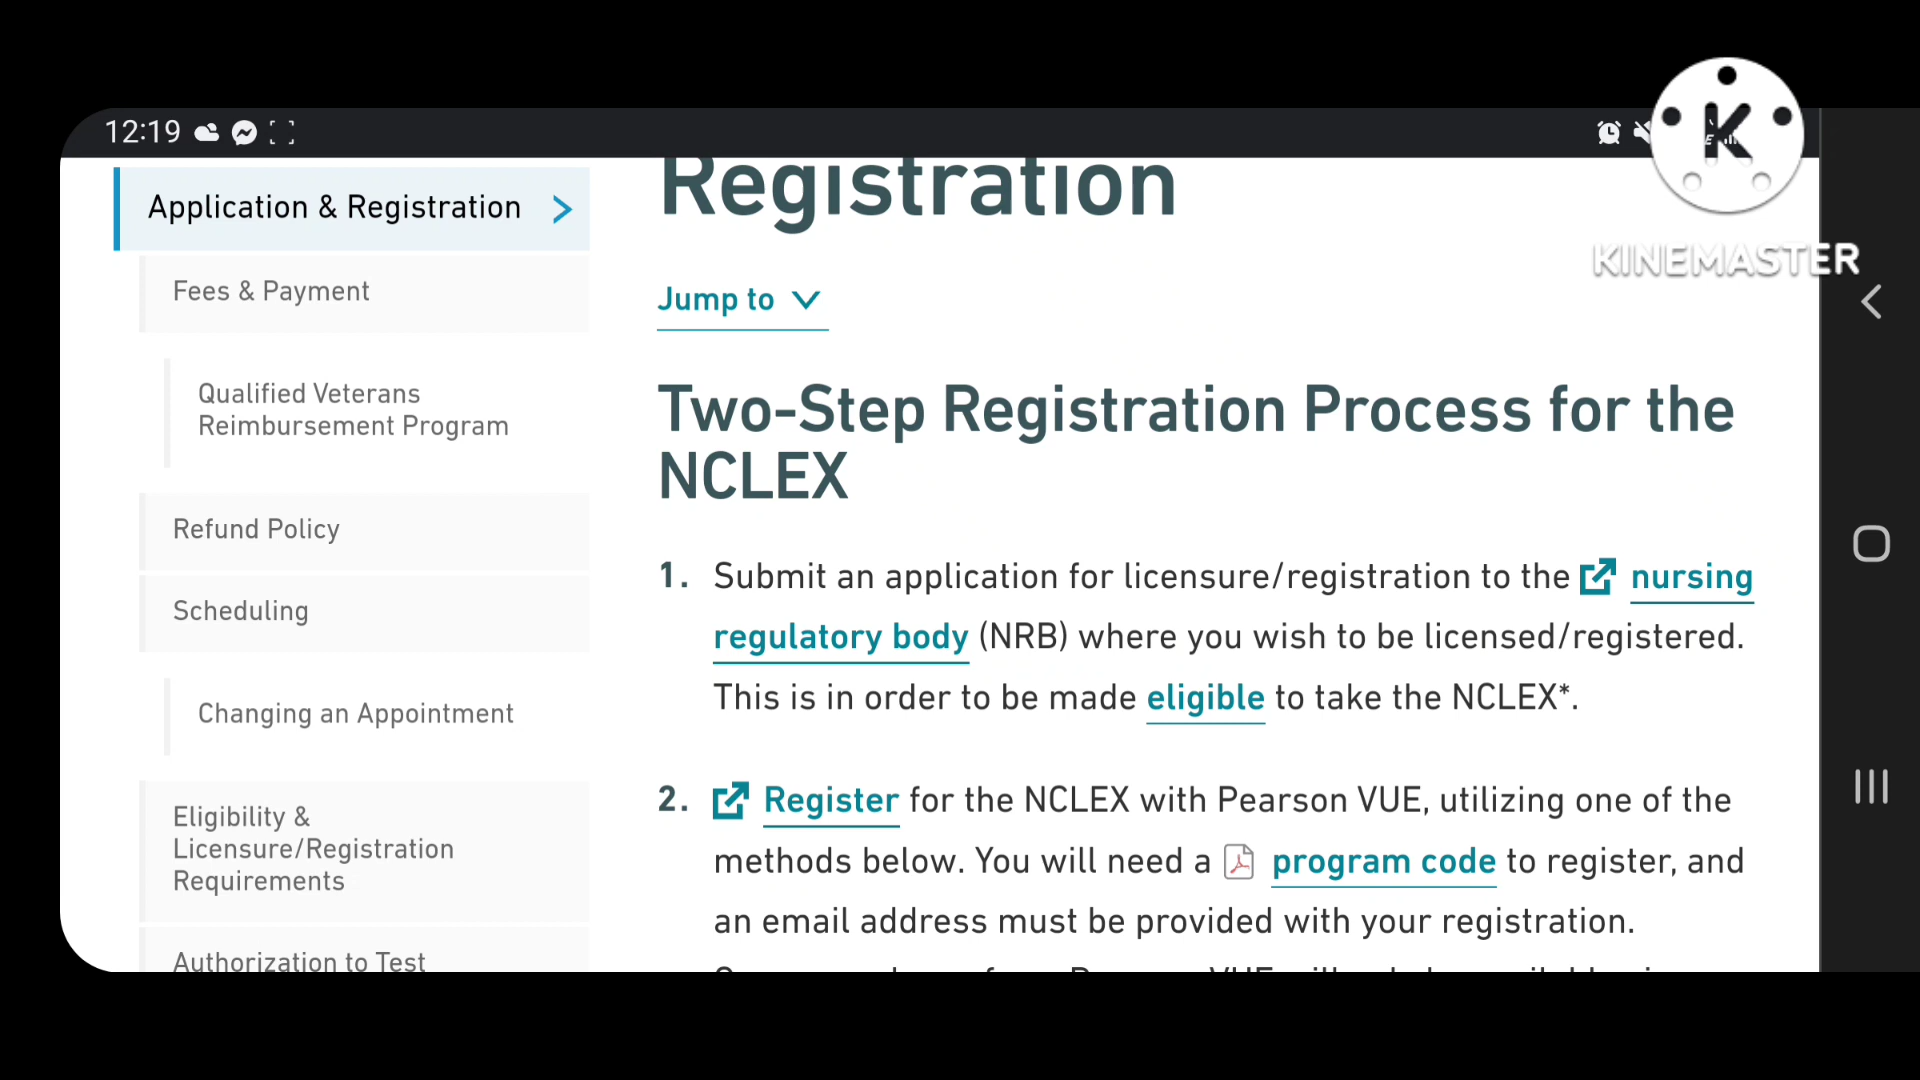 12:19
K
KINEMASTER
Application & Registration
Fees & Payment
Qualified Veterans
Reimbursement Program
Refund Policy
Scheduling
Changing an Appointment
Eligibility &
Licensure/Registration
Requirements
Authorization to Test
Registration
Jump to
Two-Step Registration Process for the
NCLEX
1. Submit an application for licensure/registration to the nursing
regulatory body (NRB) where you wish to be licensed/registered.
This is in order to be made eligible to take the NCLEX*.
2. Register for the NCLEX with Pearson VUE, utilizing one of the
methods below. You will need a program code to register, and
an email address must be provided with your registration.